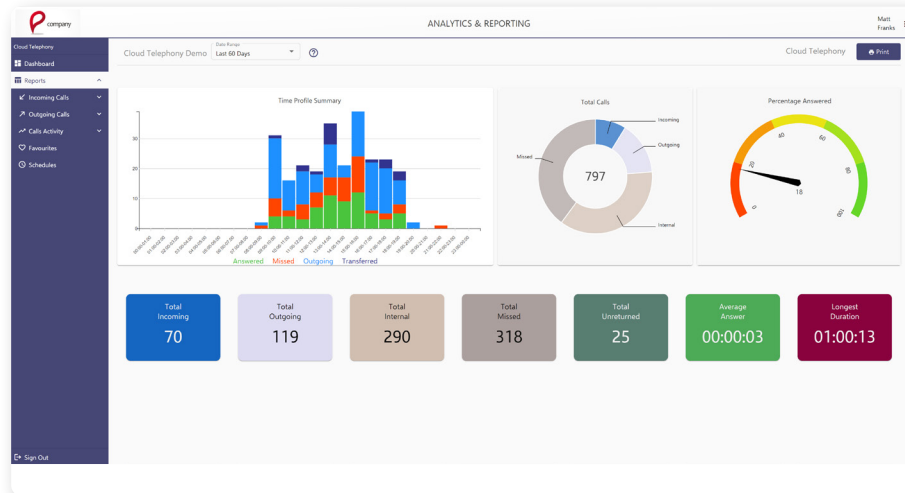 company
ANALYTICS & REPORTING
Matt
Franks
Cloud Telephony
Dashboard
Reports
Incoming Calls
Outgoing Calls
Calls Activity
Favourites
Schedules
Sign Out
Cloud Telephony Demo
Date Range
Last 60 Days
Cloud Telephony
Print
Time Profile Summary
30
20
10
0
Answered Missed Outgoing Transferred
Total Calls
Incoming
Outgoing
Missed
797
Internal
Percentage Answered
0
20
40
60
80
100
18
Total
Incoming
70
Total
Outgoing
119
Total
Internal
290
Total
Missed
318
Total
Unreturned
25
Average
Answer
00:00:03
Longest
Duration
01:00:13